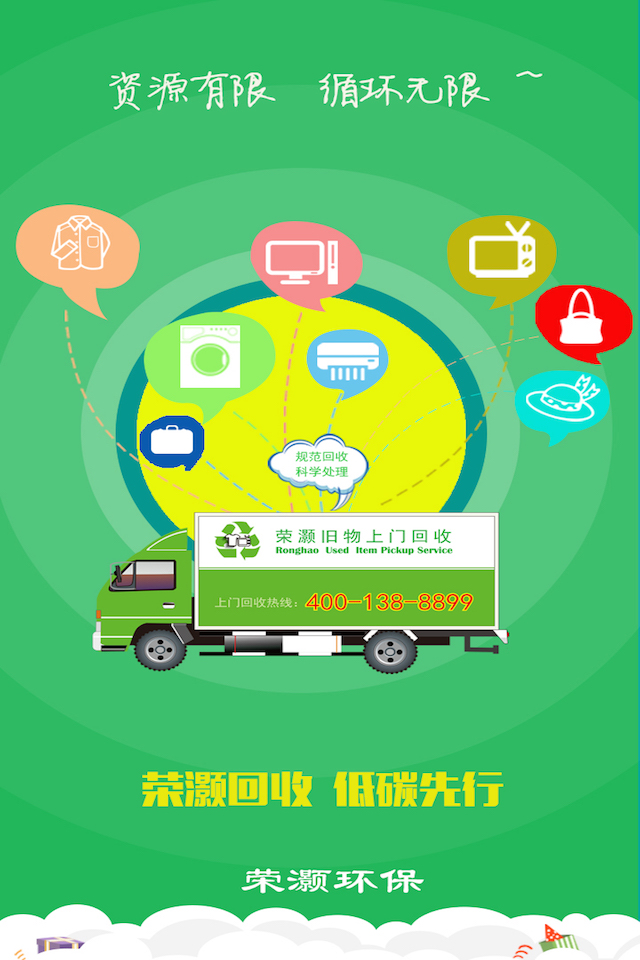 资源有限 循环无限 ~
规范回收
科学处理
荣灏旧物上门回收
Ronghao Used Item Pickup Service
上门回收热线：400-138-8899
荣灏回收 低碳先行
荣灏环保